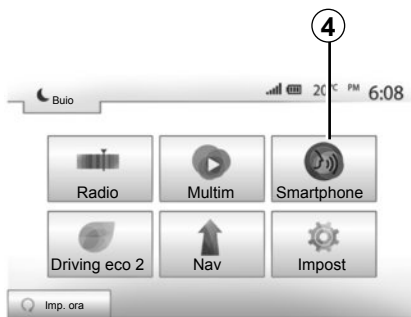 4
Buio 20°C PM 6:08
Radio Multim Smartphone
Driving eco 2 Nav Impost
Imp. ora